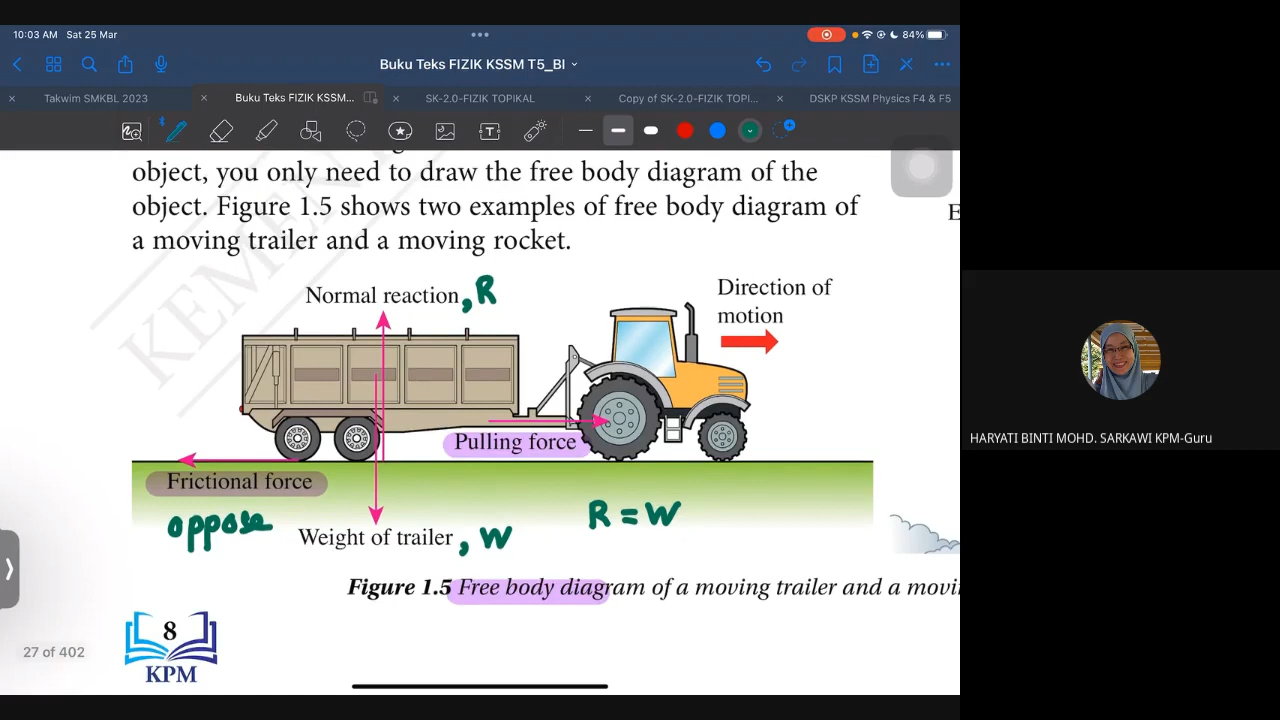 10:03 AM Sat 25 Mar
84%
Buku Teks FIZIK KSSM T5_BI
Takwim SMKBL 2023
Buku Teks FIZIK KSSM...
SK-2.0-FIZIK TOPIKAL
Copy of SK-2.0-FIZIK TOPI...
DSKP KSSM Physics F4 & F5
object, you only need to draw the free body diagram of the
object. Figure 1.5 shows two examples of free body diagram of
a moving trailer and a moving rocket.
E
KEMEN
Normal reaction, R
Direction of
motion
Pulling force
Frictional force
oppose
Weight of trailer, W
R = W
Figure 1.5 Free body diagram of a moving trailer and a movi
8
KPM
27 of 402
HARYATI BINTI MOHD. SARKAWI KPM-Guru